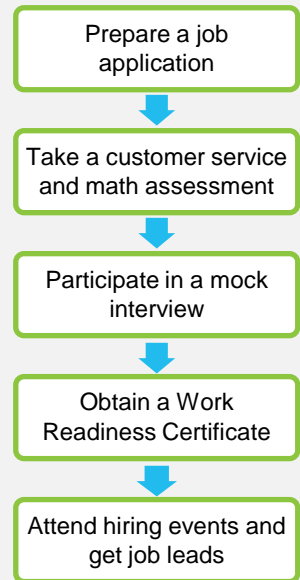 Prepare a job
application
Take a customer service
and math assessment
Participate in a mock
interview
Obtain a Work
Readiness Certificate
Attend hiring events and
get job leads